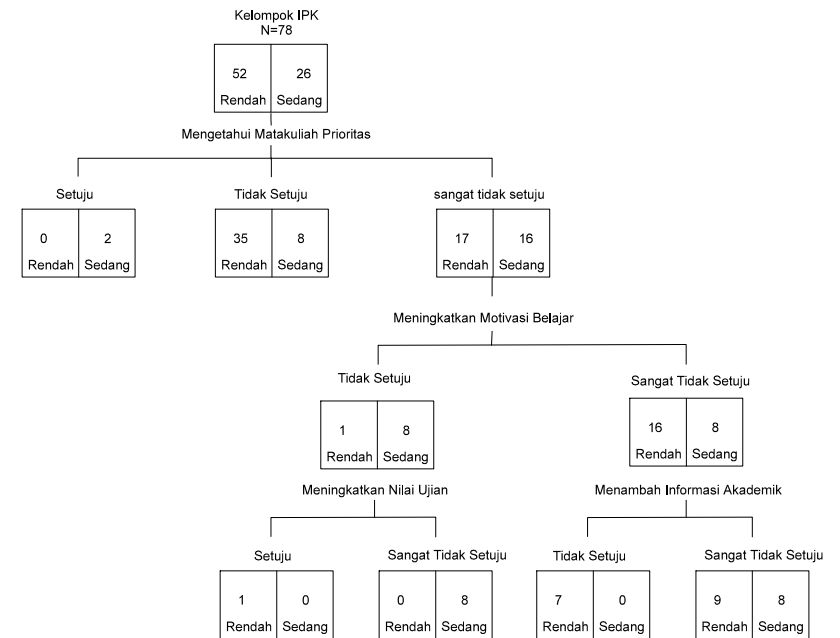 Kelompok IPK
N=78
52 26
Rendah Sedang
Mengetahui Matakuliah Prioritas
Setuju Tidak Setuju sangat tidak setuju
0 2 35 8 17 16
Rendah Sedang Rendah Sedang Rendah Sedang
Meningkatkan Motivasi Belajar
Tidak Setuju Sangat Tidak Setuju
1 8 16 8
Rendah Sedang Rendah Sedang
Meningkatkan Nilai Ujian Menambah Informasi Akademik
Setuju Sangat Tidak Setuju Tidak Setuju Sangat Tidak Setuju
1 0 0 8 7 0 9 8
Rendah Sedang Rendah Sedang Rendah Sedang Rendah Sedang